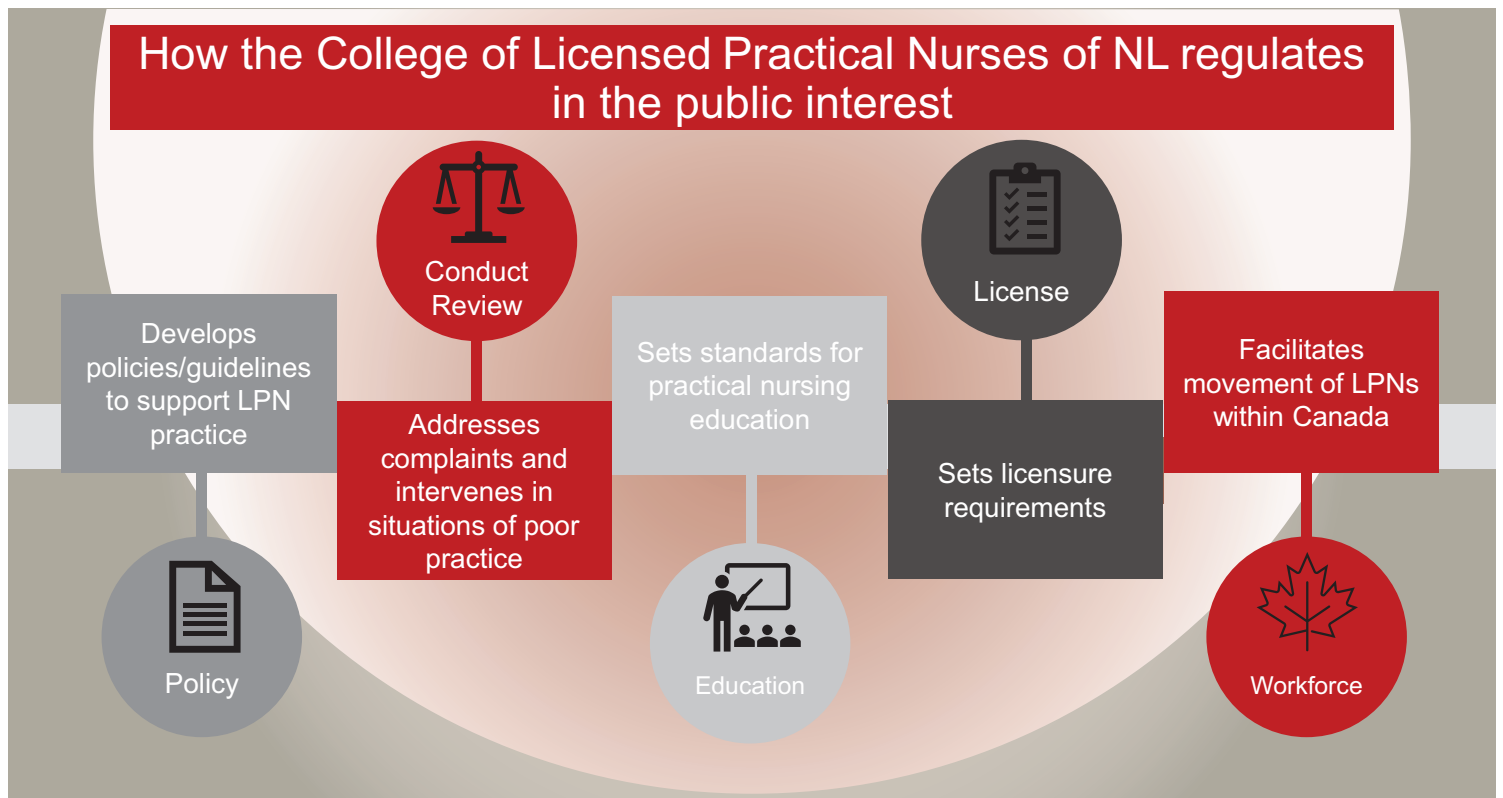 How the College of Licensed Practical Nurses of NL regulates
in the public interest
Develops
policies/guidelines
to support LPN
practice
Policy
Conduct
Review
Addresses
complaints and
intervenes in
situations of poor
practice
Sets standards for
practical nursing
education
Education
License
Sets licensure
requirements
Facilitates
movement of LPNs
within Canada
Workforce